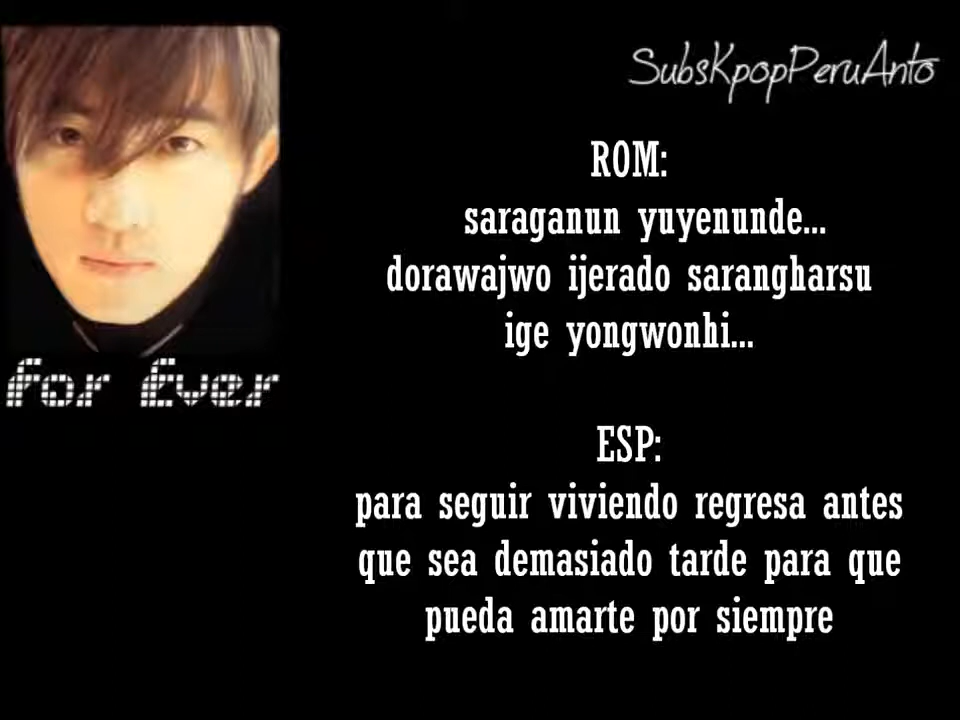 SubsKpopPeruAnto
ROM:
saraganun yuyenunde...
dorawajwo ijerado sarangharsu
ige yongwonhi...
For Ever
ESP:
para seguir viviendo regresa antes
que sea demasiado tarde para que
pueda amarte por siempre